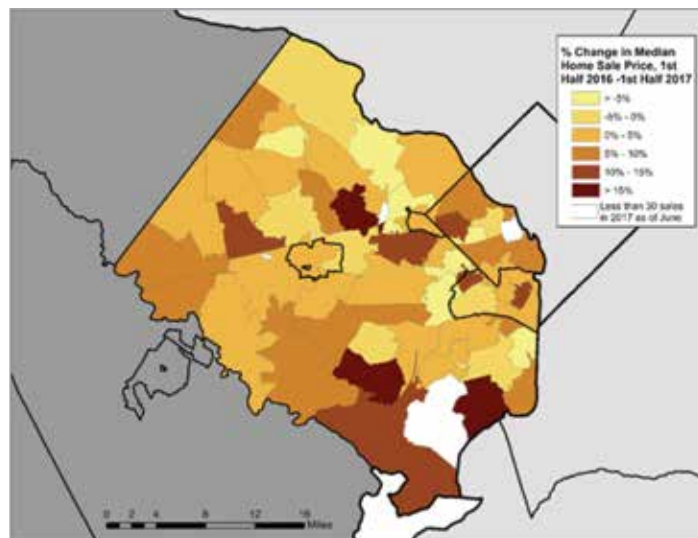 % Change in Median
Home Sale Price, 1st
Half 2016 -1st Half 2017
> -5%
-5% - 0%
0% - 5%
5% - 10%
10% - 15%
> 15%
Less than 30 sales
in 2017 as of June
0 2 4 8 12 16
Miles